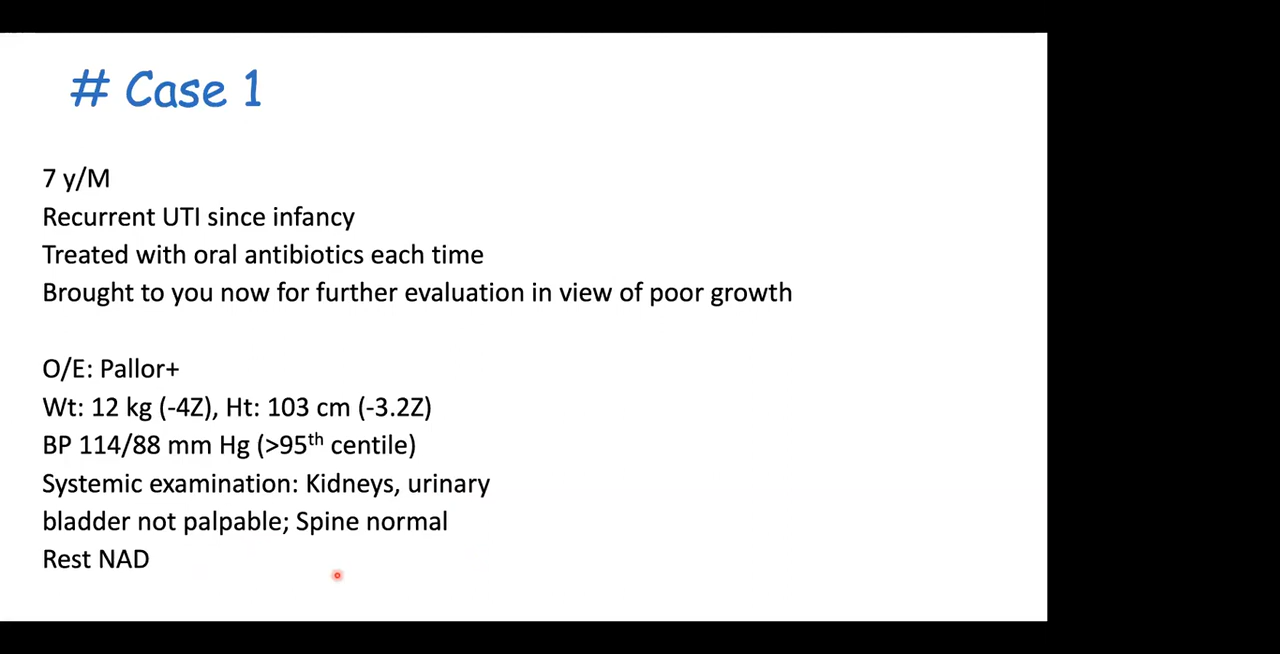 # Case 1
7 y/M
Recurrent UTI since infancy
Treated with oral antibiotics each time
Brought to you now for further evaluation in view of poor growth
O/E: Pallor+
Wt: 12 kg (-4Z), Ht: 103 cm (-3.2Z)
BP 114/88 mm Hg (>95th centile)
Systemic examination: Kidneys, urinary
bladder not palpable; Spine normal
Rest NAD